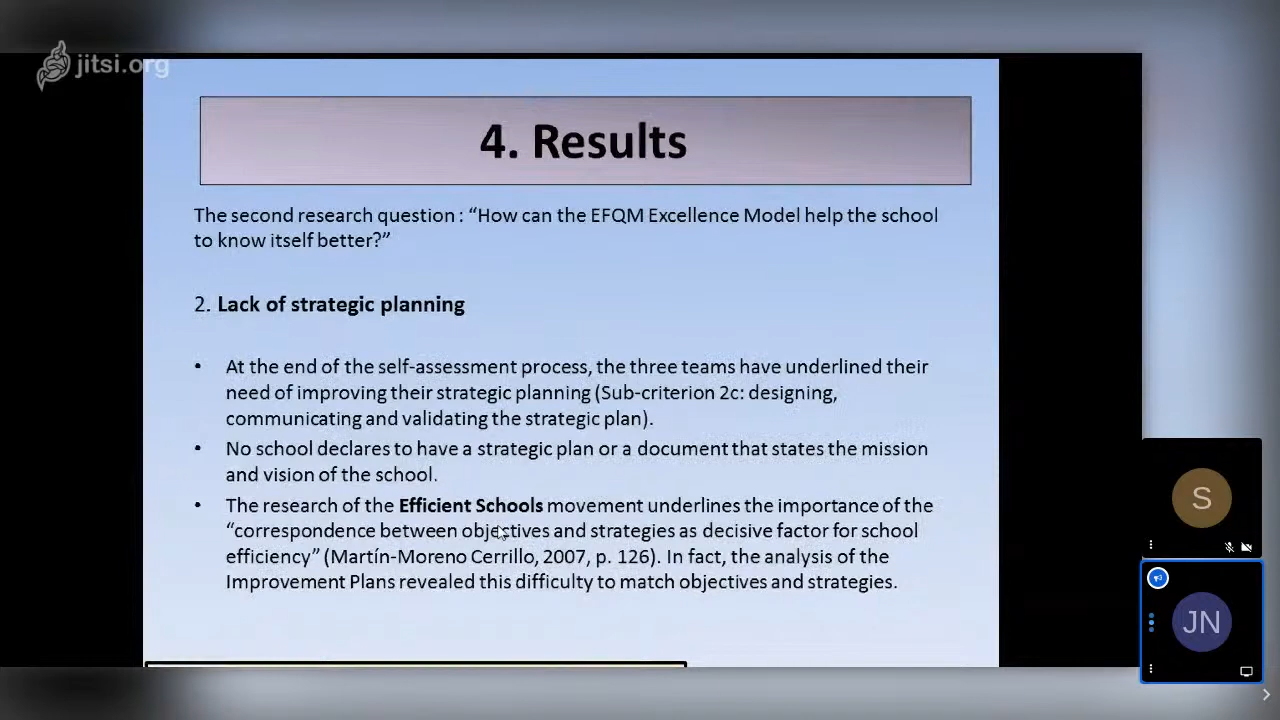 jitsi.org
4. Results
The second research question : “How can the EFQM Excellence Model help the school
to know itself better?”
2. Lack of strategic planning
• At the end of the self-assessment process, the three teams have underlined their
need of improving their strategic planning (Sub-criterion 2c: designing,
communicating and validating the strategic plan).
• No school declares to have a strategic plan or a document that states the mission
and vision of the school.
• The research of the Efficient Schools movement underlines the importance of the
“correspondence between objectives and strategies as decisive factor for school
efficiency” (Martín-Moreno Cerrillo, 2007, p. 126). In fact, the analysis of the
Improvement Plans revealed this difficulty to match objectives and strategies.
S
JN